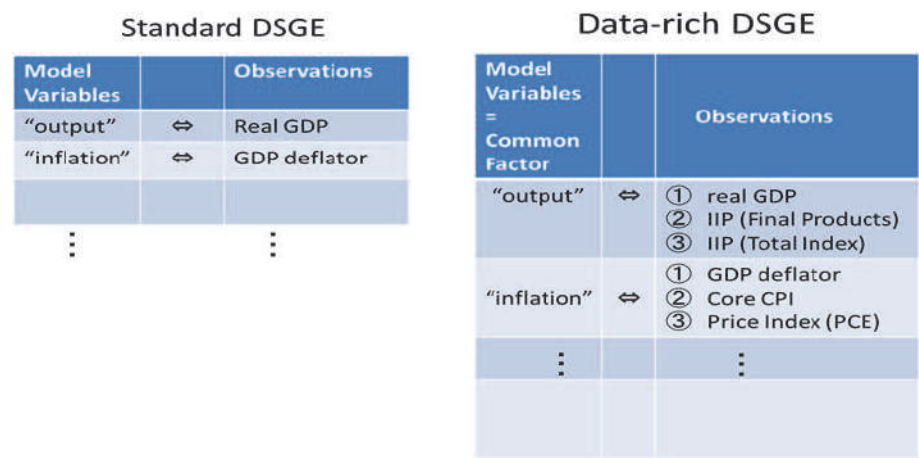 Standard DSGE
Model
Variables
Observations
"output" ⇔ Real GDP
"inflation" ⇔ GDP deflator
⋮ ⋮
Data-rich DSGE
Model
Variables
=
Common
Factor
Observations
"output" ⇔ ① real GDP
② IIP (Final Products)
③ IIP (Total Index)
① GDP deflator
"inflation" ⇔ ② Core CPI
③ Price Index (PCE)
⋮ ⋮